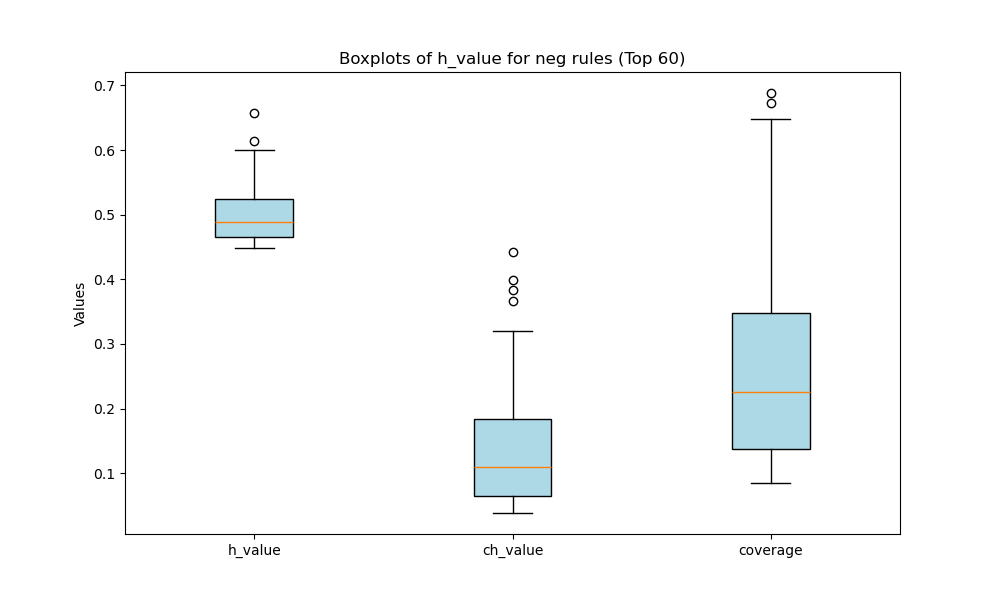 Boxplots of h_value for neg rules (Top 60)
Values
0.7
0.6
0.5
0.4
0.3
0.2
0.1
h_value
ch_value
coverage